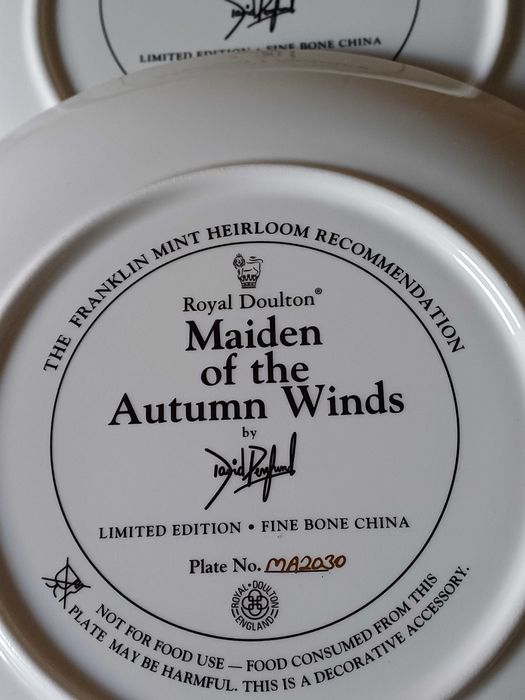 LIMITED EDITION • FINE BONE CHINA
THE FRANKLIN MINT HEIRLOOM RECOMMENDATION
Royal Doulton®
Maiden
of the
Autumn Winds
by
David Penfound
LIMITED EDITION • FINE BONE CHINA
Plate No. MA2030
ROYAL • DOULTON
ENGLAND
NOT FOR FOOD USE — FOOD CONSUMED FROM THIS
PLATE MAY BE HARMFUL. THIS IS A DECORATIVE ACCESSORY.